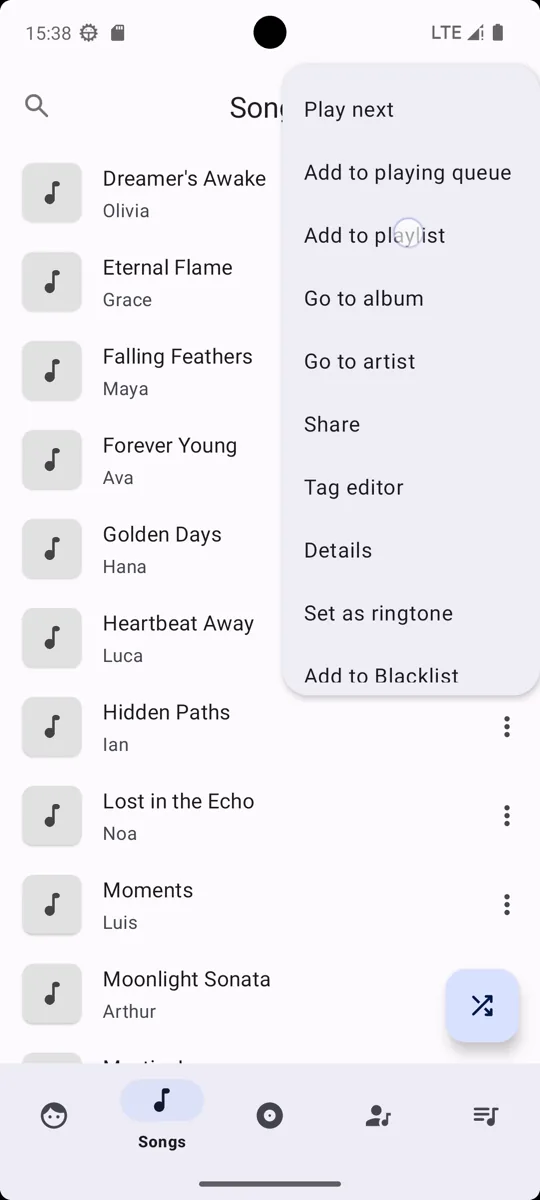 15:38
LTE
Song
Play next
Add to playing queue
Add to playlist
Go to album
Go to artist
Share
Tag editor
Details
Set as ringtone
Add to Blacklist
Dreamer's Awake
Olivia
Eternal Flame
Grace
Falling Feathers
Maya
Forever Young
Ava
Golden Days
Hana
Heartbeat Away
Luca
Hidden Paths
Ian
Lost in the Echo
Noa
Moments
Luis
Moonlight Sonata
Arthur
Songs